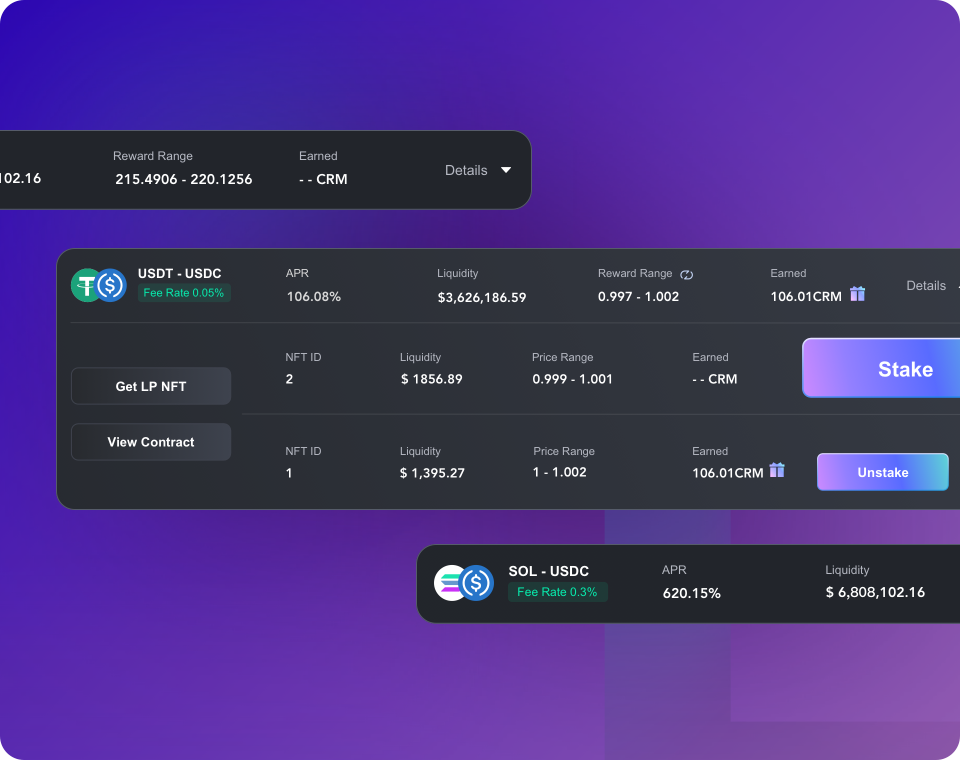 Reward Range
Earned
102.16
215.4906 - 220.1256
- - CRM
Details
USDT - USDC
Fee Rate 0.05%
APR
106.08%
Liquidity
$3,626,186.59
Reward Range
0.997 - 1.002
Earned
106.01CRM
Details
Get LP NFT
View Contract
NFT ID
2
Liquidity
$ 1856.89
Price Range
0.999 - 1.001
Earned
- - CRM
Stake
NFT ID
1
Liquidity
$ 1,395.27
Price Range
1 - 1.002
Earned
106.01CRM
Unstake
SOL - USDC
Fee Rate 0.3%
APR
620.15%
Liquidity
$ 6,808,102.16